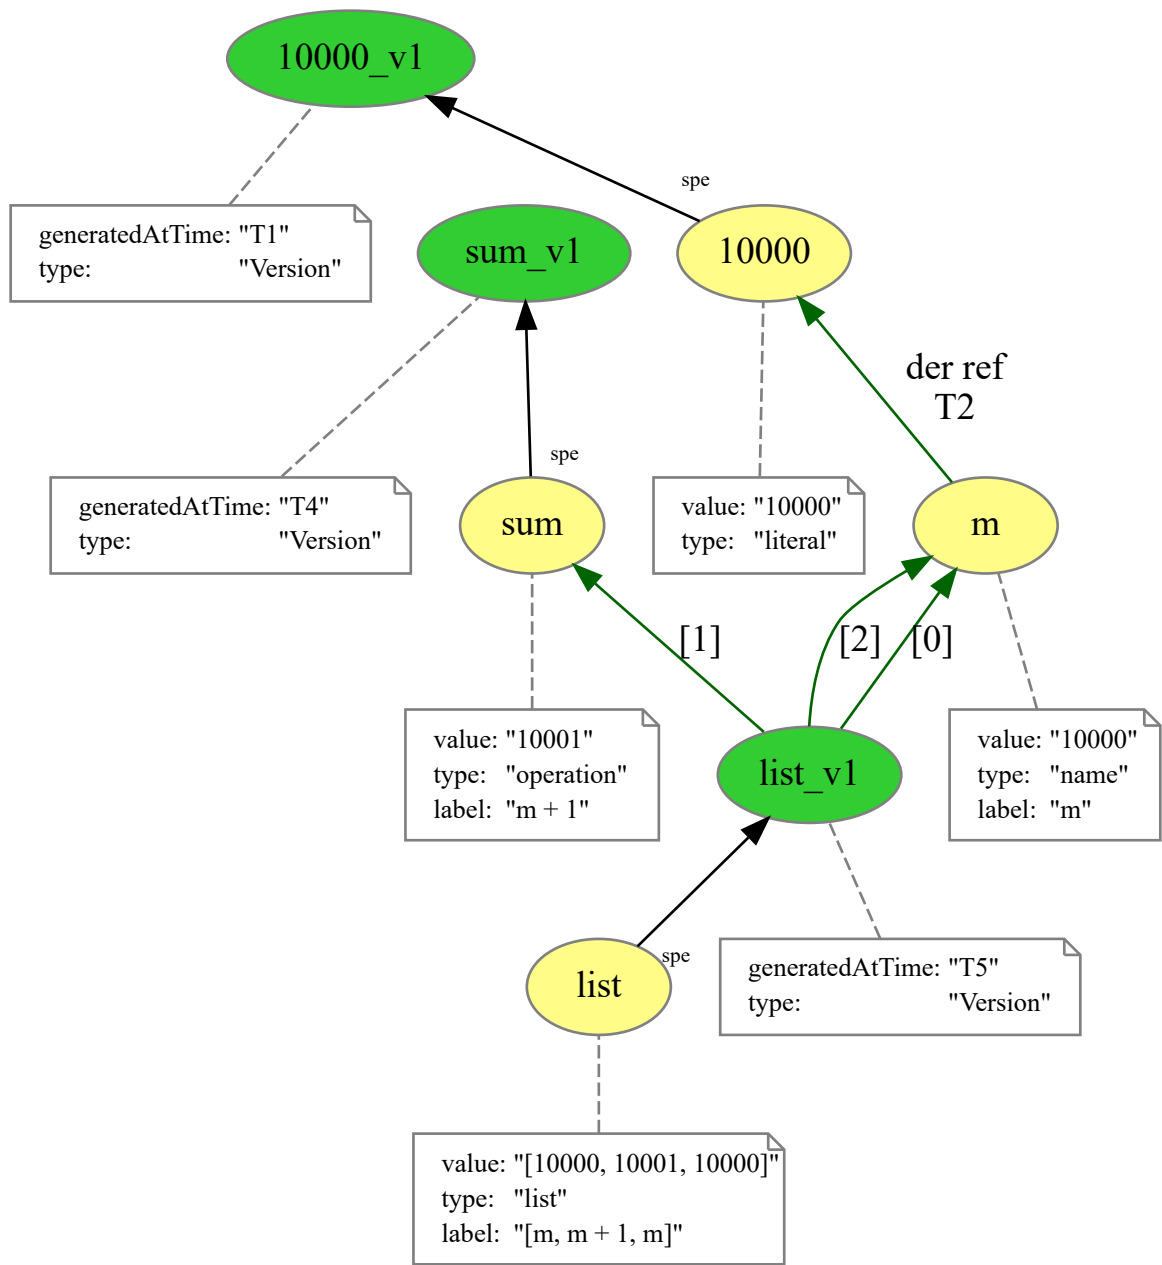 10000_v1
spe
generatedAtTime: "T1"
type: "Version"
sum_v1
10000
der ref
T2
spe
generatedAtTime: "T4"
type: "Version"
sum
value: "10000"
type: "literal"
m
[1]
[2]
[0]
value: "10001"
type: "operation"
label: "m + 1"
list_v1
value: "10000"
type: "name"
label: "m"
spe
list
generatedAtTime: "T5"
type: "Version"
value: "[10000, 10001, 10000]"
type: "list"
label: "[m, m + 1, m]"